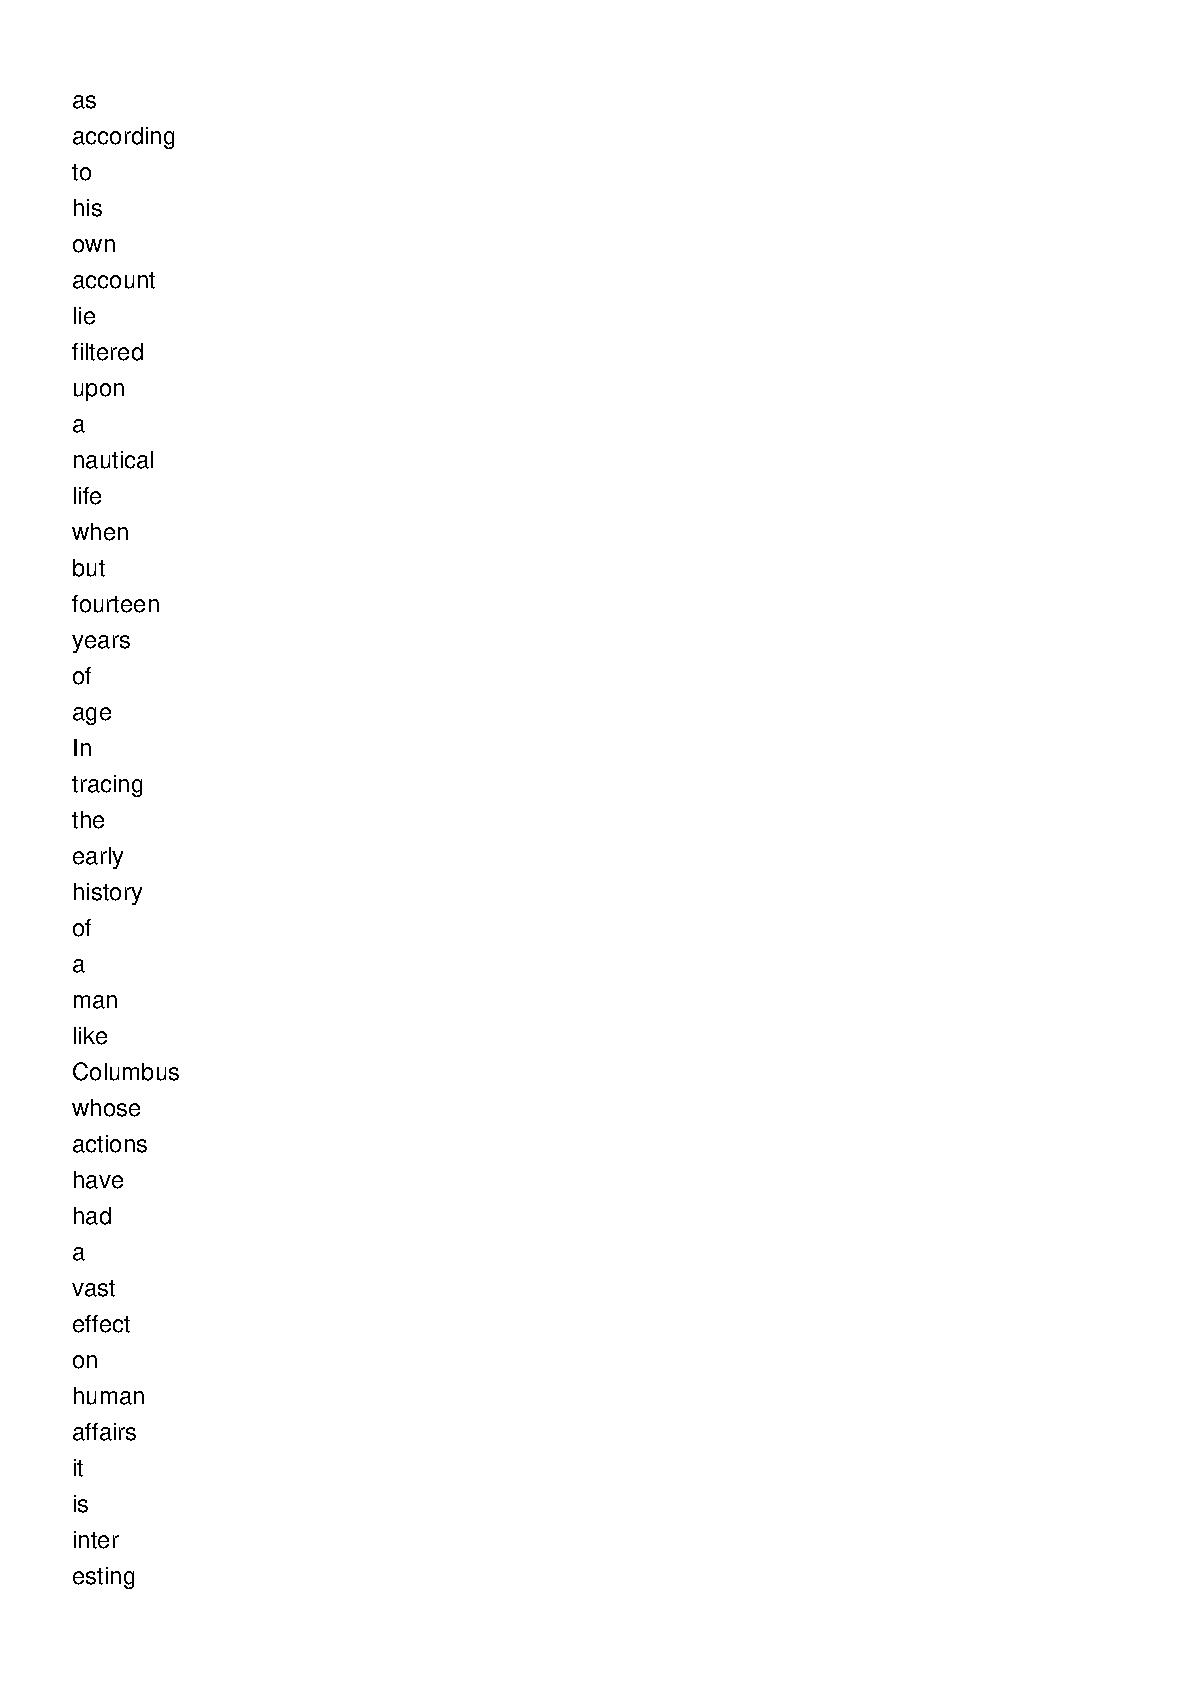 as
according
to
his
own
account
lie
filtered
upon
a
nautical
life
when
but
fourteen
years
of
age
In
tracing
the
early
history
of
a
man
like
Columbus
whose
actions
have
had
a
vast
effect
on
human
affairs
it
is
inter
esting